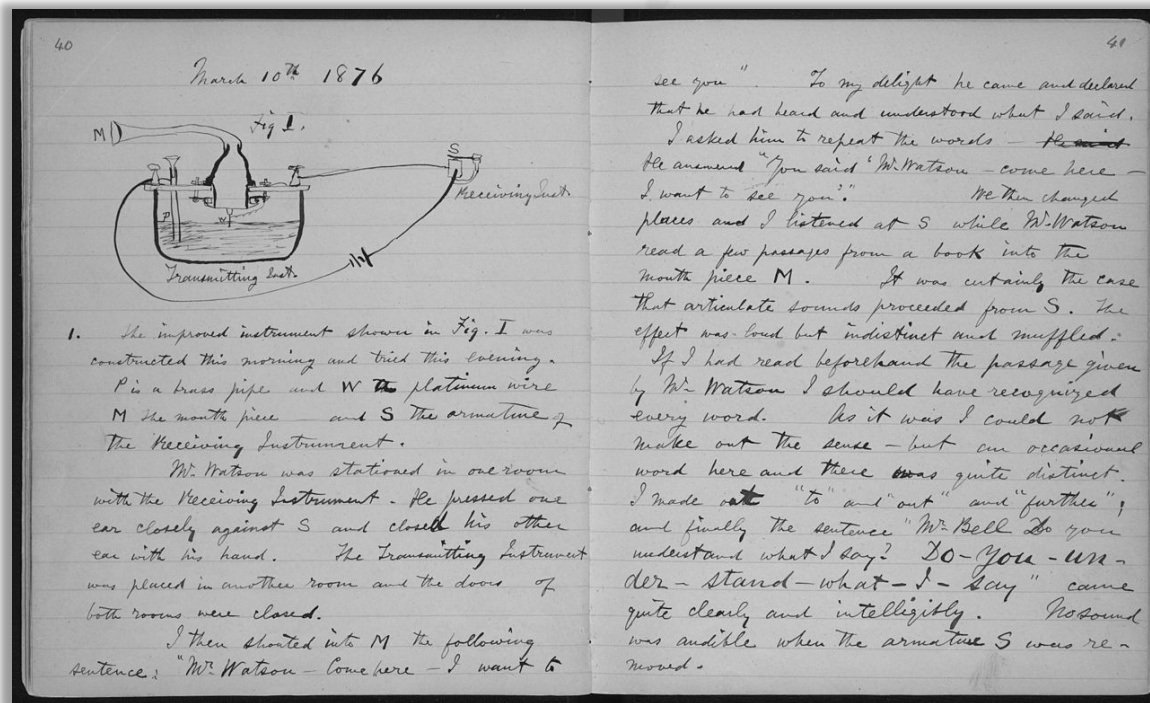 40
March 10th 1876
M
Fig I.
S
Receiving Inst.
P
W
Transmitting Inst.
1. The improved instrument shown in Fig. I was
constructed this morning and tried this evening.
P is a brass pipe and W the platinum wire
M the mouth piece and S the armature of
the Receiving Instrument.
Mr. Watson was stationed in one room
with the Receiving Instrument. He pressed one
ear closely against S and closed his other
ear with his hand. The Transmitting Instrument
was placed in another room and the doors of
both rooms were closed.
I then shouted into M the following
sentence: "Mr. Watson – Come here – I want to
41
see you". To my delight he came and declared
that he had heard and understood what I said.
I asked him to repeat the words –
He answered "You said 'Mr. Watson – come here –
I want to see you'." We then changed
places and I listened at S while Mr. Watson
read a few passages from a book into the
mouth piece M. It was certainly the case
that articulate sounds proceeded from S. The
effect was loud but indistinct and muffled.
If I had read beforehand the passage given
by Mr. Watson I should have recognized
every word. As it was I could not
make out the sense – but an occasional
word here and there was quite distinct.
I made out "to" and "out" and "further";
and finally the sentence "Mr. Bell Do you
understand what I say? DO–YOU–UN–
der–stand–what–I–say" came
quite clearly and intelligibly. No sound
was audible when the armature S was re–
moved.